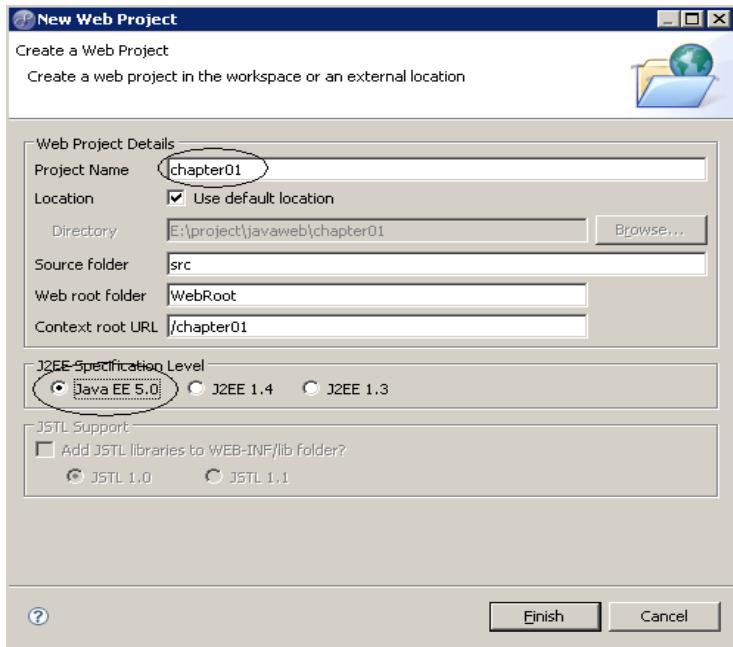 New Web Project
Create a Web Project
Create a web project in the workspace or an external location
Web Project Details
Project Name chapter01
Location Use default location
Directory E:\project\javaweb\chapter01 Browse...
Source folder src
Web root folder WebRoot
Context root URL /chapter01
J2EE Specification Level
Java EE 5.0 J2EE 1.4 J2EE 1.3
JSTL Support
Add JSTL libraries to WEB-INF/lib folder?
JSTL 1.0 JSTL 1.1
? Finish Cancel